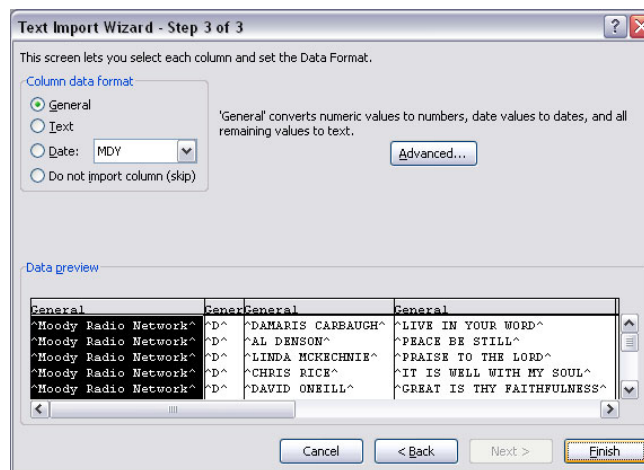 Text Import Wizard - Step 3 of 3
This screen lets you select each column and set the Data Format.
Column data format
General
Text
Date: MDY
Do not import column (skip)
'General' converts numeric values to numbers, date values to dates, and all
remaining values to text.
Advanced...
Data preview
General GenerGeneral General
^Moody Radio Network^ ^D^ ^DAMARIS CARBAUGH^ ^LIVE IN YOUR WORD^
^Moody Radio Network^ ^D^ ^AL DENSON^ ^PEACE BE STILL^
^Moody Radio Network^ ^D^ ^LINDA MCKECHNIE^ ^PRAISE TO THE LORD^
^Moody Radio Network^ ^D^ ^CHRIS RICE^ ^IT IS WELL WITH MY SOUL^
^Moody Radio Network^ ^D^ ^DAVID ONEILL^ ^GREAT IS THY FAITHFULNESS^
Cancel < Back Next > Finish